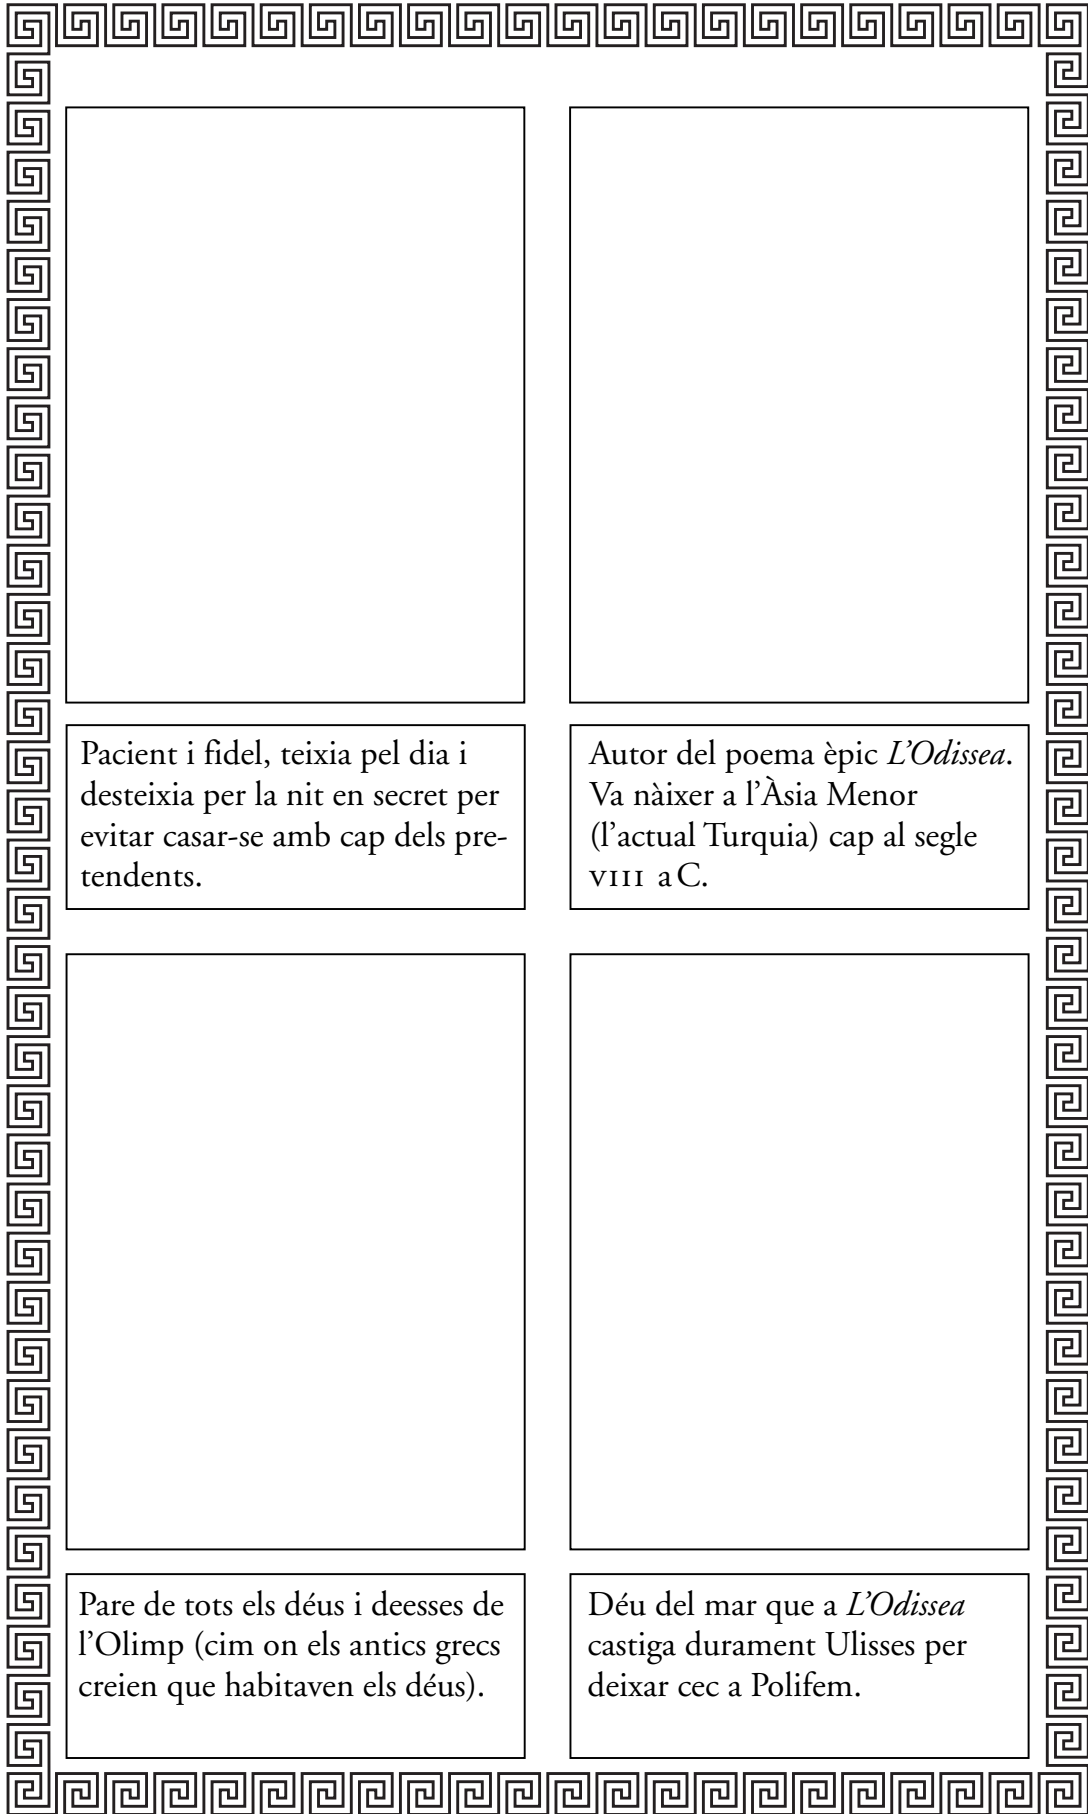 Pacient i fidel, teixia pel dia i
desteixia per la nit en secret per
evitar casar-se amb cap dels pre-
tendents.
Autor del poema èpic L’Odissea.
Va nàixer a l’Àsia Menor
(l’actual Turquia) cap al segle
VIII aC.
Pare de tots els déus i deesses de
l’Olimp (cim on els antics grecs
creien que habitaven els déus).
Déu del mar que a L’Odissea
castiga durament Ulisses per
deixar cec a Polifem.